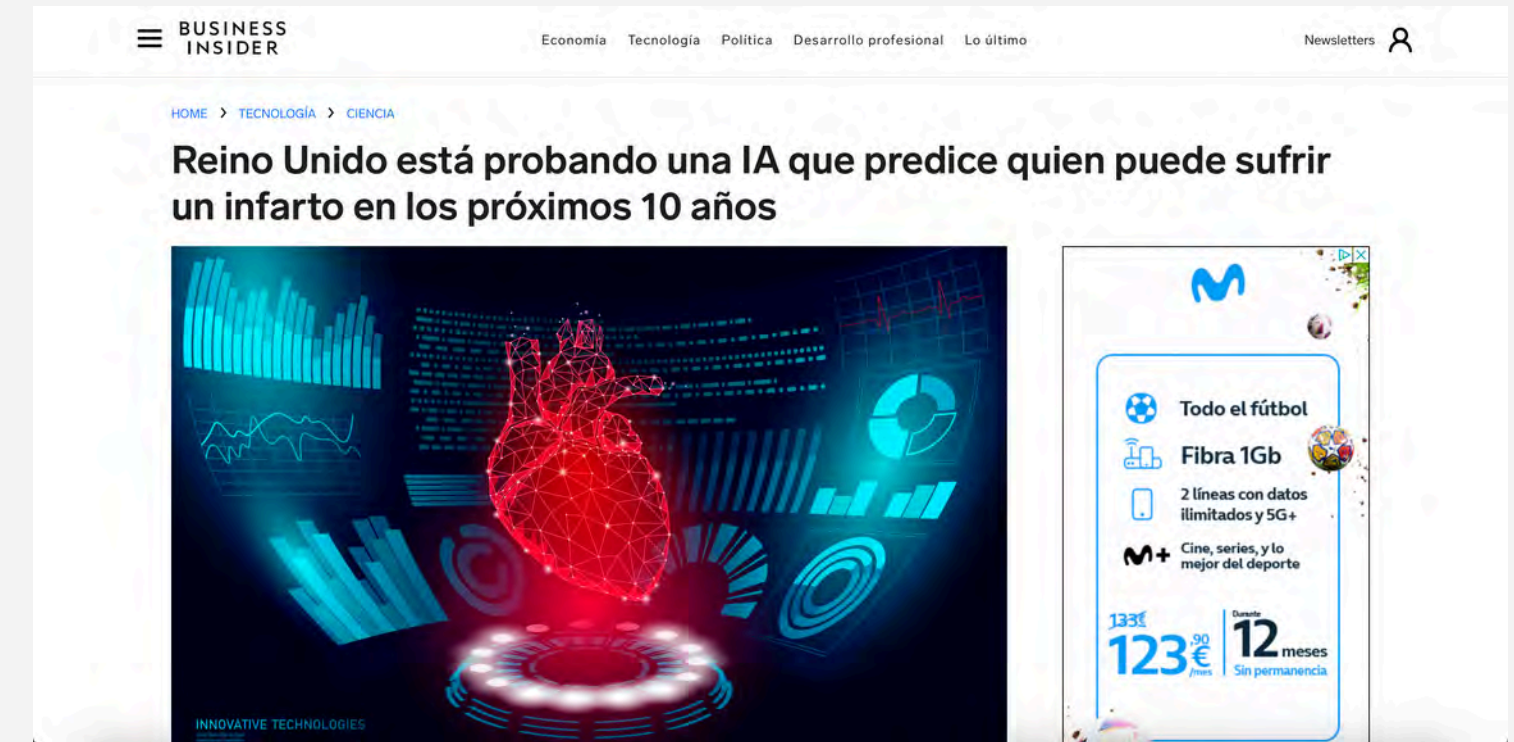 BUSINESS
INSIDER
Economía Tecnología Política Desarrollo profesional Lo último
Newsletters
HOME > TECNOLOGÍA > CIENCIA
Reino Unido está probando una IA que predice quien puede sufrir
un infarto en los próximos 10 años
INNOVATIVE TECHNOLOGIES
Todo el fútbol
Fibra 1Gb
2 líneas con datos
ilimitados y 5G+
Cine, series, y lo
mejor del deporte
133€
123,90€/mes
Durante
12 meses
Sin permanencia